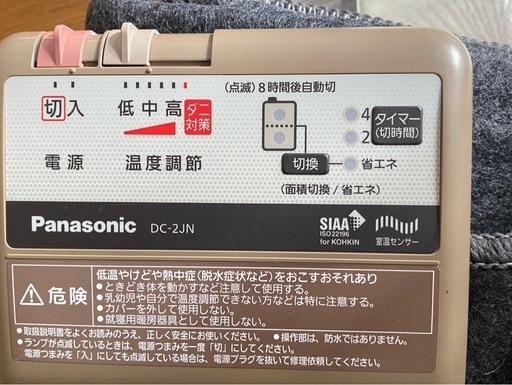 (点滅)8時間後自動切
切 入
低 中 高 ダニ対策
4
2
タイマー
(切時間)
電源 温度調節
切換
省エネ
(面積切換/省エネ)
Panasonic DC-2JN
SIAA
ISO22196
for KOHKIN
室温センサー
⚠危険
低温やけどや熱中症(脱水症状など)をおこすおそれあり
●ときどき体を動かすなど注意して使用する。
●乳幼児や自分で温度調節できない方などは特に注意する。
●カバーを外して使用しない。
●就寝用暖房器具として使用しない。
●取扱説明書をよくお読みのうえ、正しく安全にお使いください。 ●操作部は、防水ではありません。
●ランプが点滅しているときは、電源つまみを一度「切」にしてください。
電源つまみを「入」にしても点滅している場合は、電源プラグを抜いて修理依頼してください。